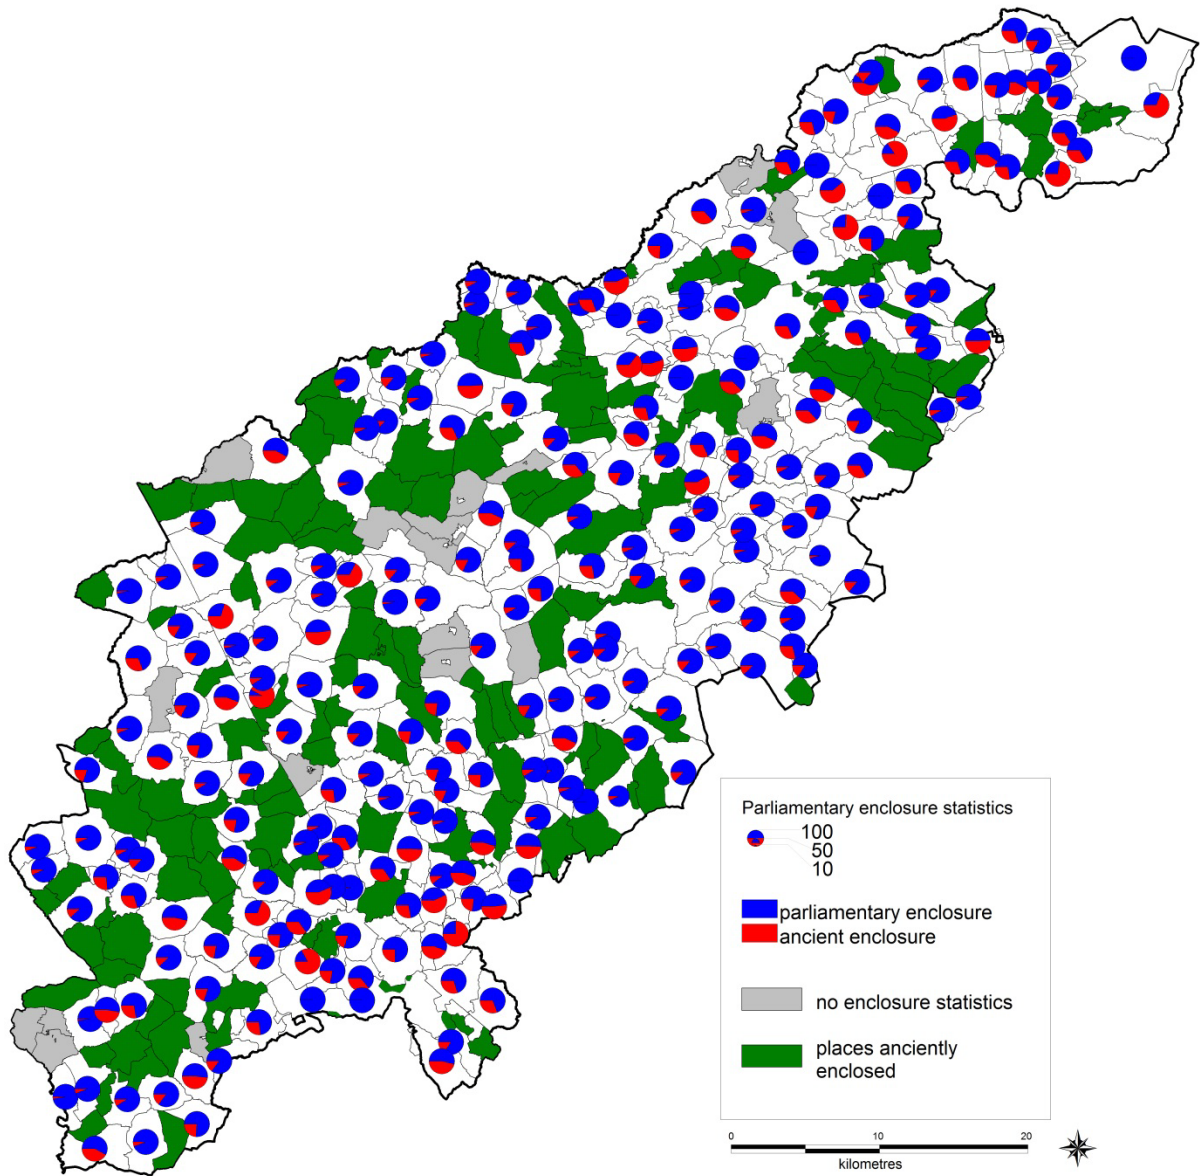 Parliamentary enclosure statistics
100
50
10
parliamentary enclosure
ancient enclosure
no enclosure statistics
places anciently
enclosed
0 10 20
kilometres